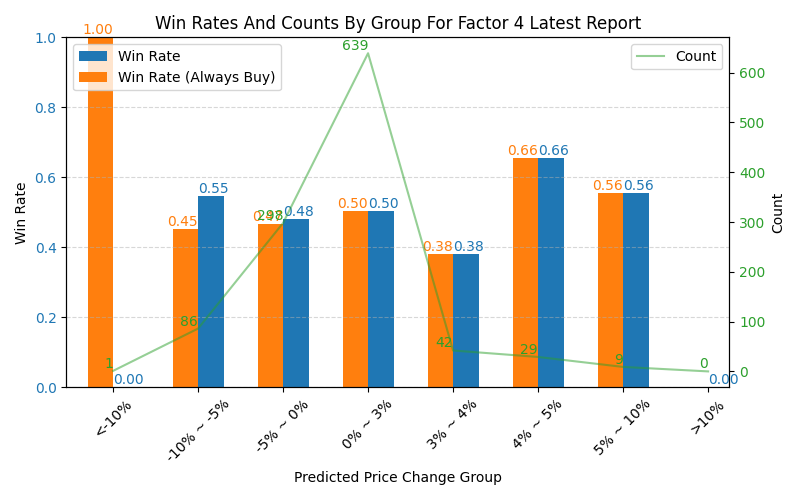 Win Rates And Counts By Group For Factor 4 Latest Report
Win Rate
Win Rate (Always Buy)
Count
1.0
0.8
0.6
0.4
0.2
0.0
Win Rate
600
500
400
300
200
100
0
Count
1.00
0.45
0.47
0.50
0.38
0.66
0.56
0.00
0.55
0.48
0.50
0.38
0.66
0.56
0.00
1
86
298
639
42
29
9
0
<-10%
-10% ~ -5%
-5% ~ 0%
0% ~ 3%
3% ~ 4%
4% ~ 5%
5% ~ 10%
>10%
Predicted Price Change Group